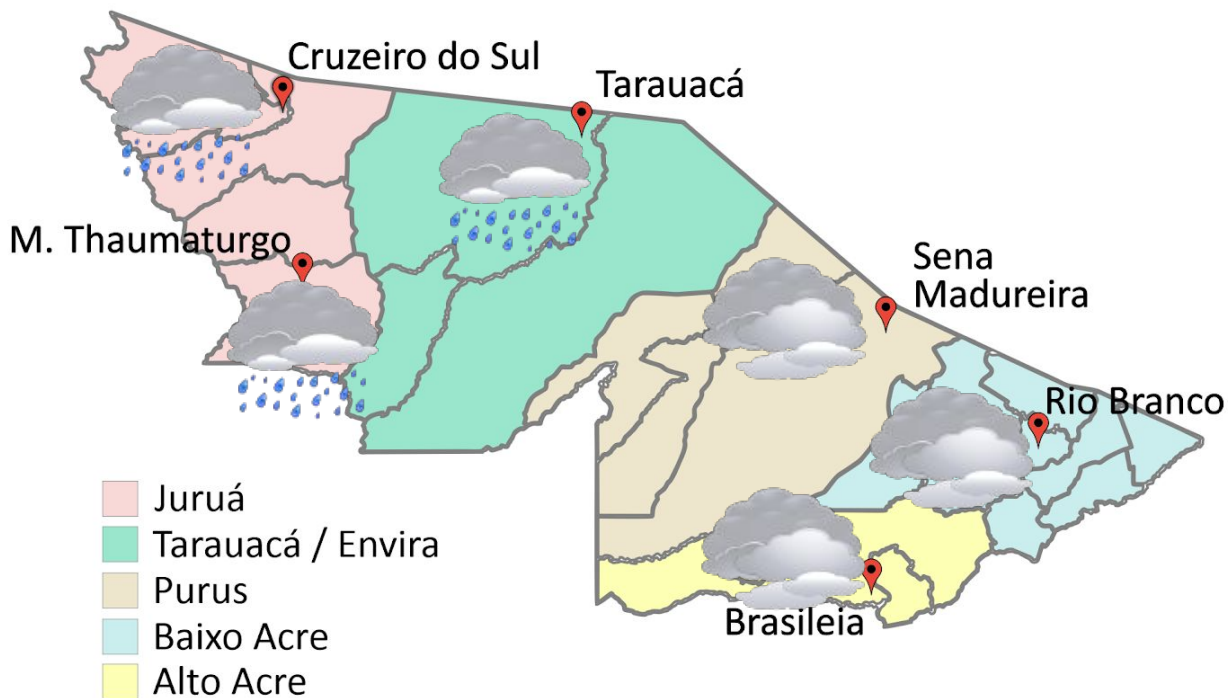 Cruzeiro do Sul
Tarauacá
M. Thaumaturgo
Sena
Madureira
Rio Branco
Brasileia
Juruá
Tarauacá / Envira
Purus
Baixo Acre
Alto Acre